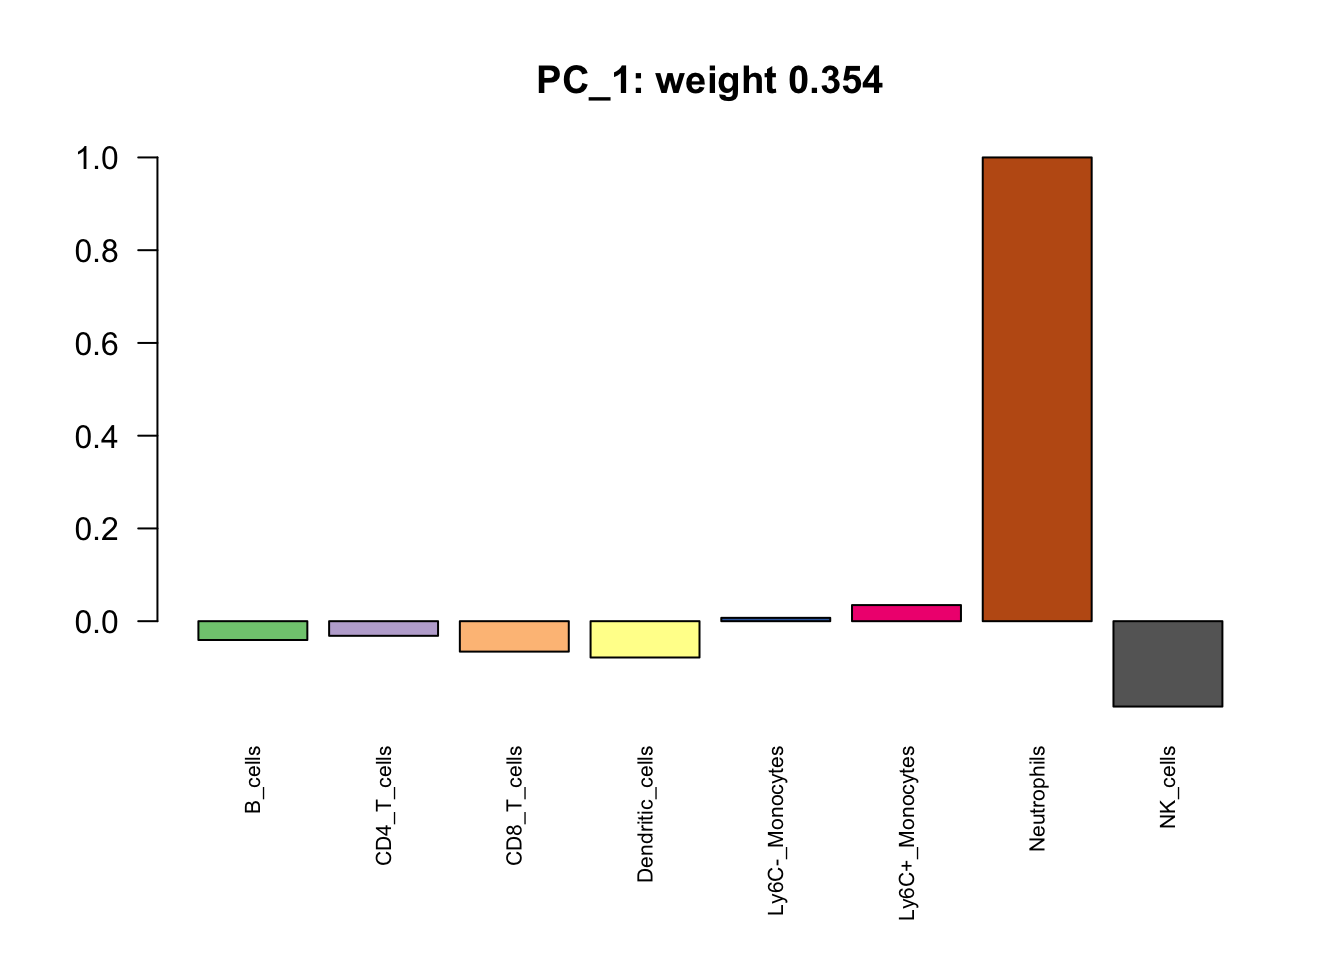 PC_1: weight 0.354
1.0
0.8
0.6
0.4
0.2
0.0
B_cells
CD4_T_cells
CD8_T_cells
Dendritic_cells
Ly6C-_Monocytes
Ly6C+_Monocytes
Neutrophils
NK_cells